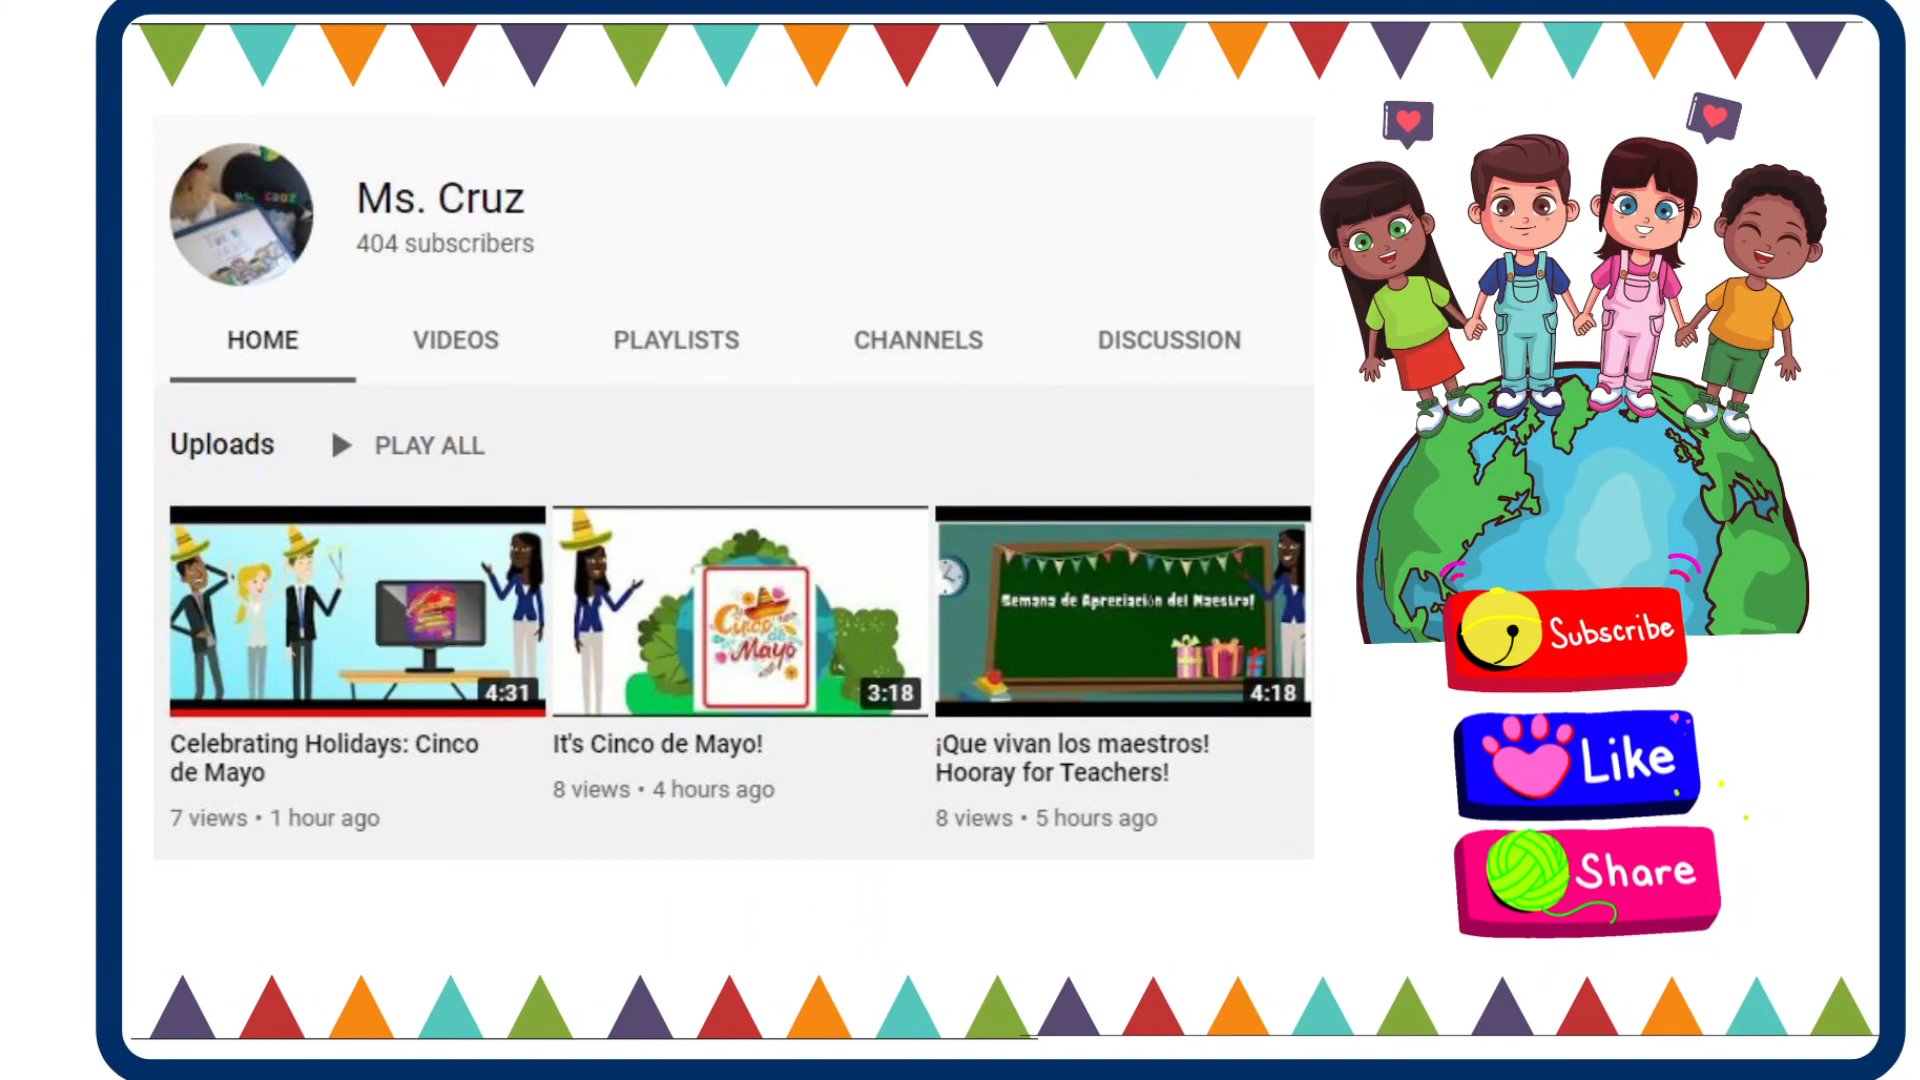 Ms. Cruz
404 subscribers
HOME VIDEOS PLAYLISTS CHANNELS DISCUSSION
Uploads PLAY ALL
4:31
Cinco de Mayo
3:18
Semana de Apreciación del Maestro!
4:18
Celebrating Holidays: Cinco
de Mayo
7 views • 1 hour ago
It's Cinco de Mayo!
8 views • 4 hours ago
¡Que vivan los maestros!
Hooray for Teachers!
8 views • 5 hours ago
Subscribe
Like
Share